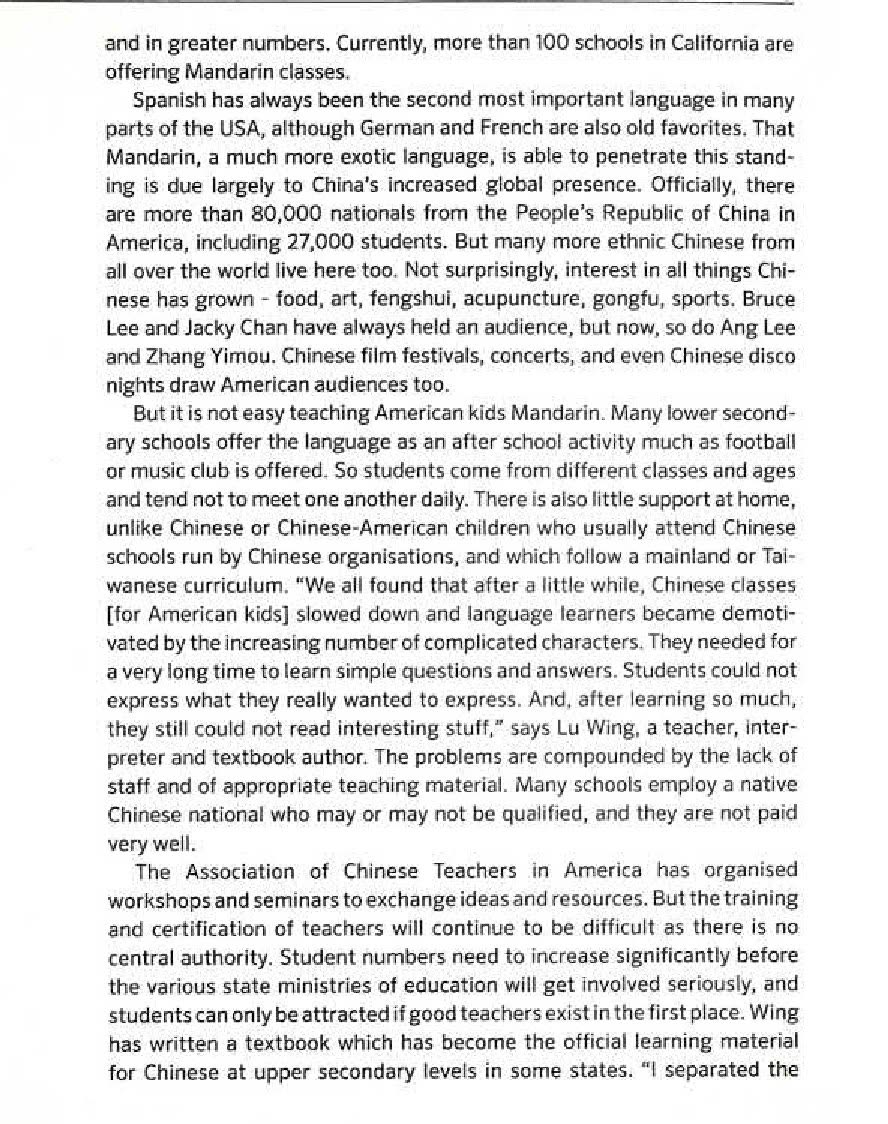 and in greater numbers. Currently, more than 100 schools in California are
offering Mandarin classes.
Spanish has always been the second most important language in many
parts of the USA, although German and French are also old favorites. That
Mandarin, a much more exotic language, is able to penetrate this stand-
ing is due largely to China's increased global presence. Officially, there
are more than 80,000 nationals from the People's Republic of China in
America, including 27,000 students. But many more ethnic Chinese from
all over the world live here too. Not surprisingly, interest in all things Chi-
nese has grown - food, art, fengshui, acupuncture, gongfu, sports. Bruce
Lee and Jacky Chan have always held an audience, but now, so do Ang Lee
and Zhang Yimou. Chinese film festivals, concerts, and even Chinese disco
nights draw American audiences too.
But it is not easy teaching American kids Mandarin. Many lower second-
ary schools offer the language as an after school activity much as football
or music club is offered. So students come from different classes and ages
and tend not to meet one another daily. There is also little support at home,
unlike Chinese or Chinese-American children who usually attend Chinese
schools run by Chinese organisations, and which follow a mainland or Tai-
wanese curriculum. "We all found that after a little while, Chinese classes
[for American kids] slowed down and language learners became demoti-
vated by the increasing number of complicated characters. They needed for
a very long time to learn simple questions and answers. Students could not
express what they really wanted to express. And, after learning so much,
they still could not read interesting stuff," says Lu Wing, a teacher, inter-
preter and textbook author. The problems are compounded by the lack of
staff and of appropriate teaching material. Many schools employ a native
Chinese national who may or may not be qualified, and they are not paid
very well.
The Association of Chinese Teachers in America has organised
workshops and seminars to exchange ideas and resources. But the training
and certification of teachers will continue to be difficult as there is no
central authority. Student numbers need to increase significantly before
the various state ministries of education will get involved seriously, and
students can only be attracted if good teachers exist in the first place. Wing
has written a textbook which has become the official learning material
for Chinese at upper secondary levels in some states. "I separated the